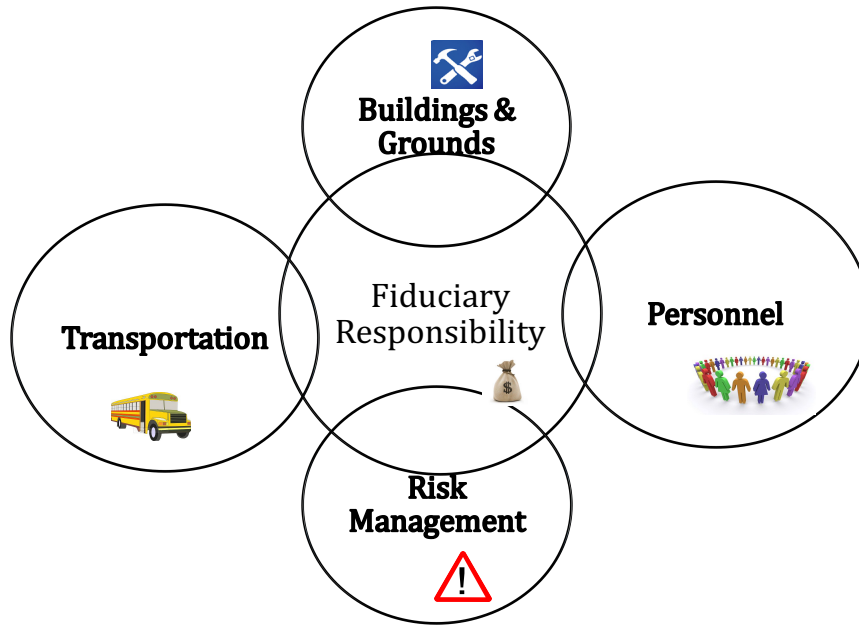 Buildings &
Grounds
Fiduciary
Responsibility
$
Transportation
Personnel
Risk
Management
!